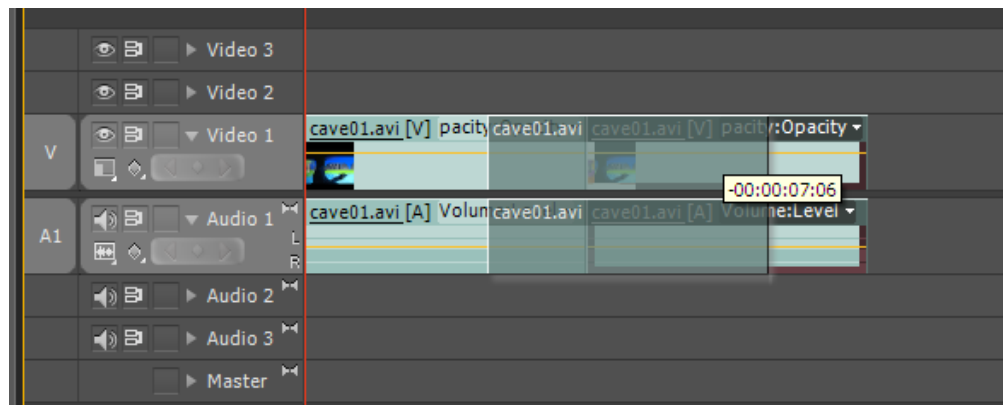 Video 3
Video 2
V
Video 1
cave01.avi [V] pacity cave01.avi cave01.avi [V] pacity :Opacity
-00:00:07:06
A1
Audio 1
L
R
cave01.avi [A] Volum cave01.avi cave01.avi [A] Volume:Level
Audio 2
Audio 3
Master